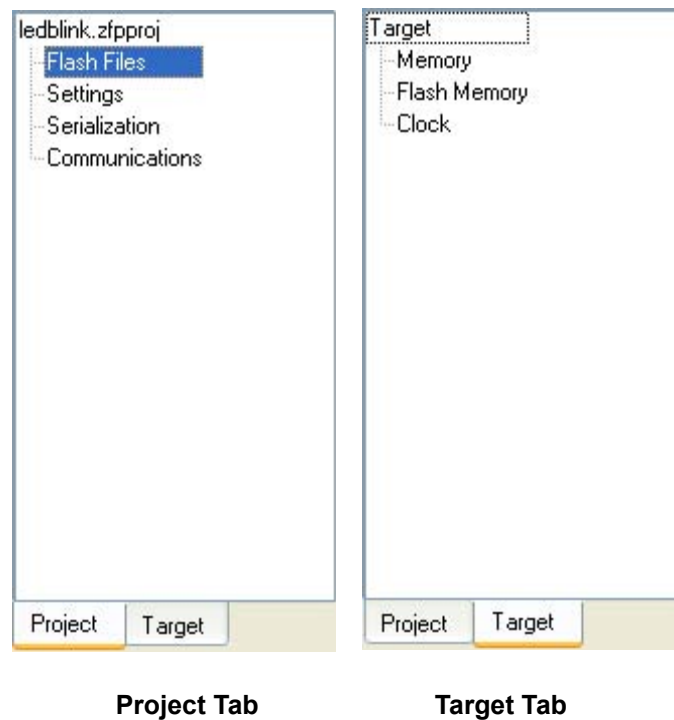 ledblink.zfpproj
Flash Files
Settings
Serialization
Communications
Project Target
Target
Memory
Flash Memory
Clock
Project Target
Project Tab
Target Tab